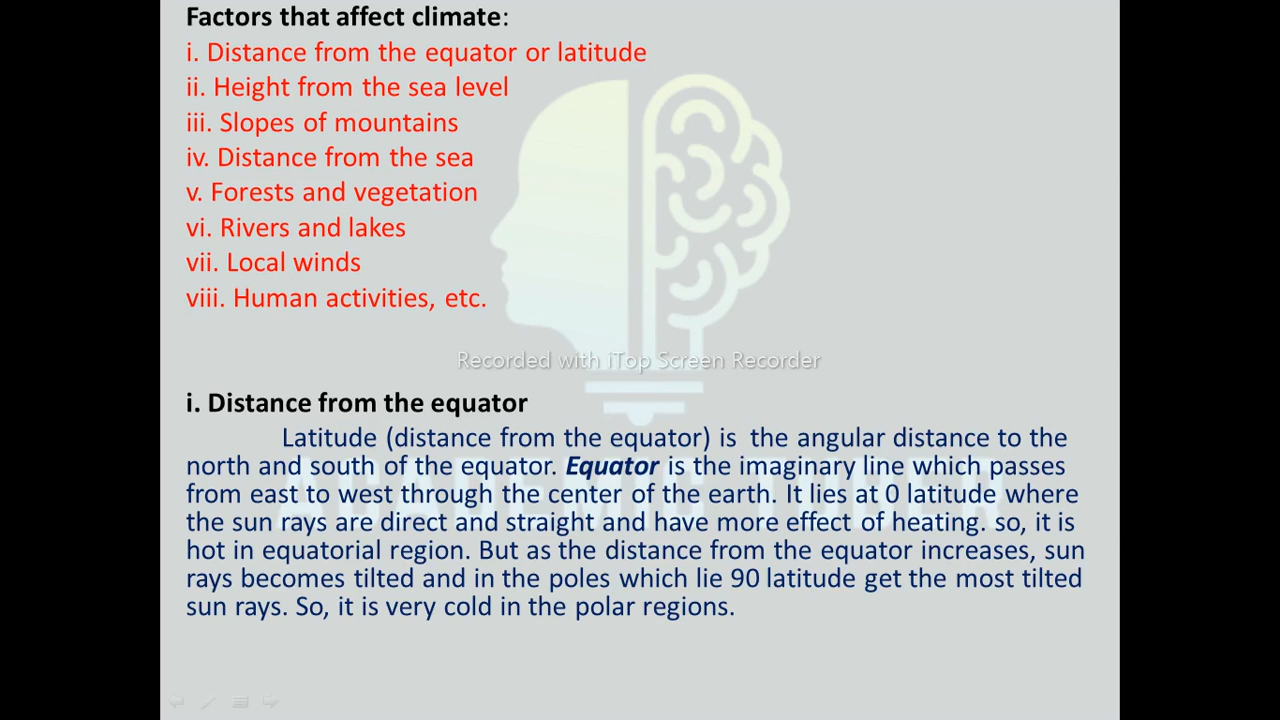 Factors that affect climate:
i. Distance from the equator or latitude
ii. Height from the sea level
iii. Slopes of mountains
iv. Distance from the sea
v. Forests and vegetation
vi. Rivers and lakes
vii. Local winds
viii. Human activities, etc.
Recorded with iTop Screen Recorder
i. Distance from the equator
Latitude (distance from the equator) is the angular distance to the
north and south of the equator. Equator is the imaginary line which passes
from east to west through the center of the earth. It lies at 0 latitude where
the sun rays are direct and straight and have more effect of heating. so, it is
hot in equatorial region. But as the distance from the equator increases, sun
rays becomes tilted and in the poles which lie 90 latitude get the most tilted
sun rays. So, it is very cold in the polar regions.